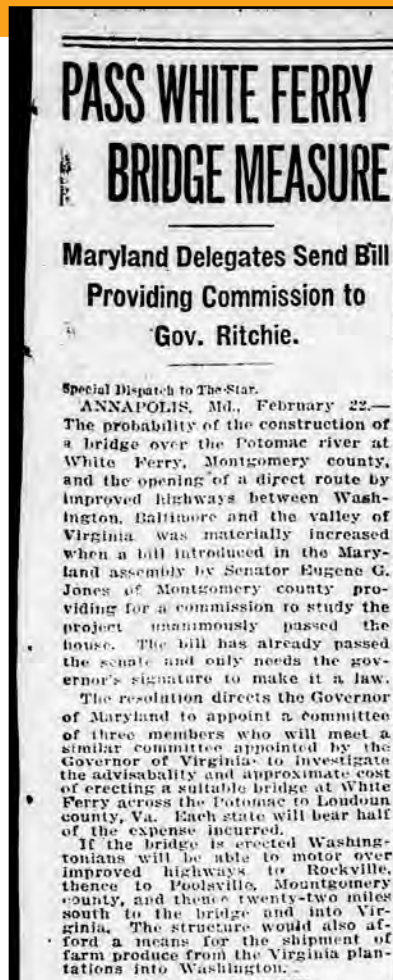 PASS WHITE FERRY
BRIDGE MEASURE
Maryland Delegates Send Bill
Providing Commission to
Gov. Ritchie.
Special Dispatch to The Star.
ANNAPOLIS, Md., February 22.—
The probability of the construction of
a bridge over the Potomac river at
White Ferry, Montgomery county,
and the opening of a direct route by
improved highways between Wash-
ington, Baltimore and the valley of
Virginia was materially increased
when a bill introduced in the Mary-
land assembly by Senator Eugene G.
Jones of Montgomery county pro-
viding for a commission to study the
project unanimously passed the
house. The bill has already passed
the senate and only needs the gov-
ernor's signature to make it a law.
The resolution directs the Governor
of Maryland to appoint a committee
of three members who will meet a
similar committee appointed by the
Governor of Virginia to investigate
the advisabality and approximate cost
of erecting a suitable bridge at White
Ferry across the Potomac to Loudoun
county, Va. Each state will bear half
of the expense incurred.
If the bridge is erected Washing-
tonians will be able to motor over
improved highways to Rockville,
thence to Poolsville, Mountgomery
county, and thence twenty-two miles
south to the bridge and into Vir-
ginia. The structure would also af-
ford a means for the shipment of
farm produce from the Virginia plan-
tations into Washington.